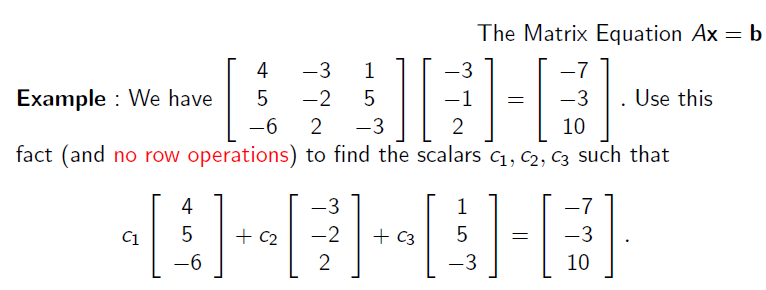 The Matrix Equation Ax = b
Example : We have [ 4 −3 1 ; 5 −2 5 ; −6 2 −3 ] [ −3 ; −1 ; 2 ] = [ −7 ; −3 ; 10 ] . Use this
fact (and no row operations) to find the scalars c₁, c₂, c₃ such that
c₁ [ 4 ; 5 ; −6 ] + c₂ [ −3 ; −2 ; 2 ] + c₃ [ 1 ; 5 ; −3 ] = [ −7 ; −3 ; 10 ] .